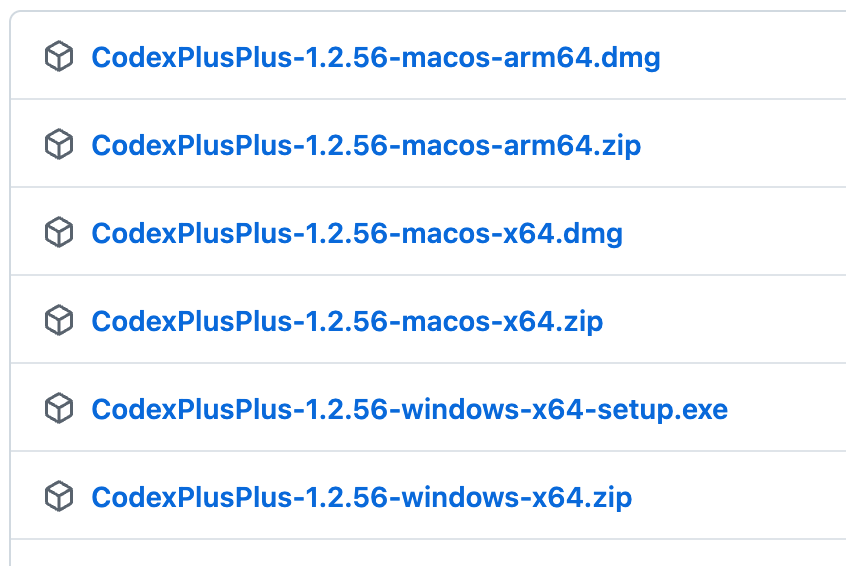 CodexPlusPlus-1.2.56-macos-arm64.dmg
CodexPlusPlus-1.2.56-macos-arm64.zip
CodexPlusPlus-1.2.56-macos-x64.dmg
CodexPlusPlus-1.2.56-macos-x64.zip
CodexPlusPlus-1.2.56-windows-x64-setup.exe
CodexPlusPlus-1.2.56-windows-x64.zip